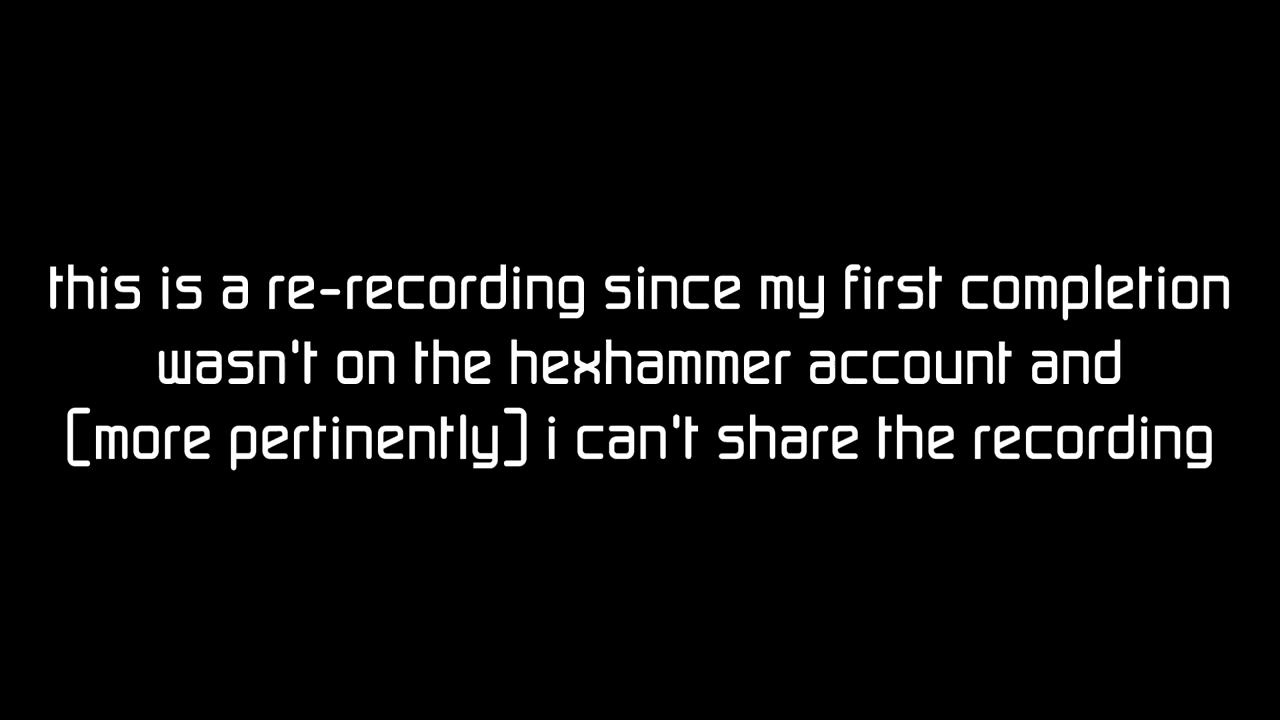 this is a re-recording since my first completion
wasn't on the hexhammer account and
[more pertinently] i can't share the recording